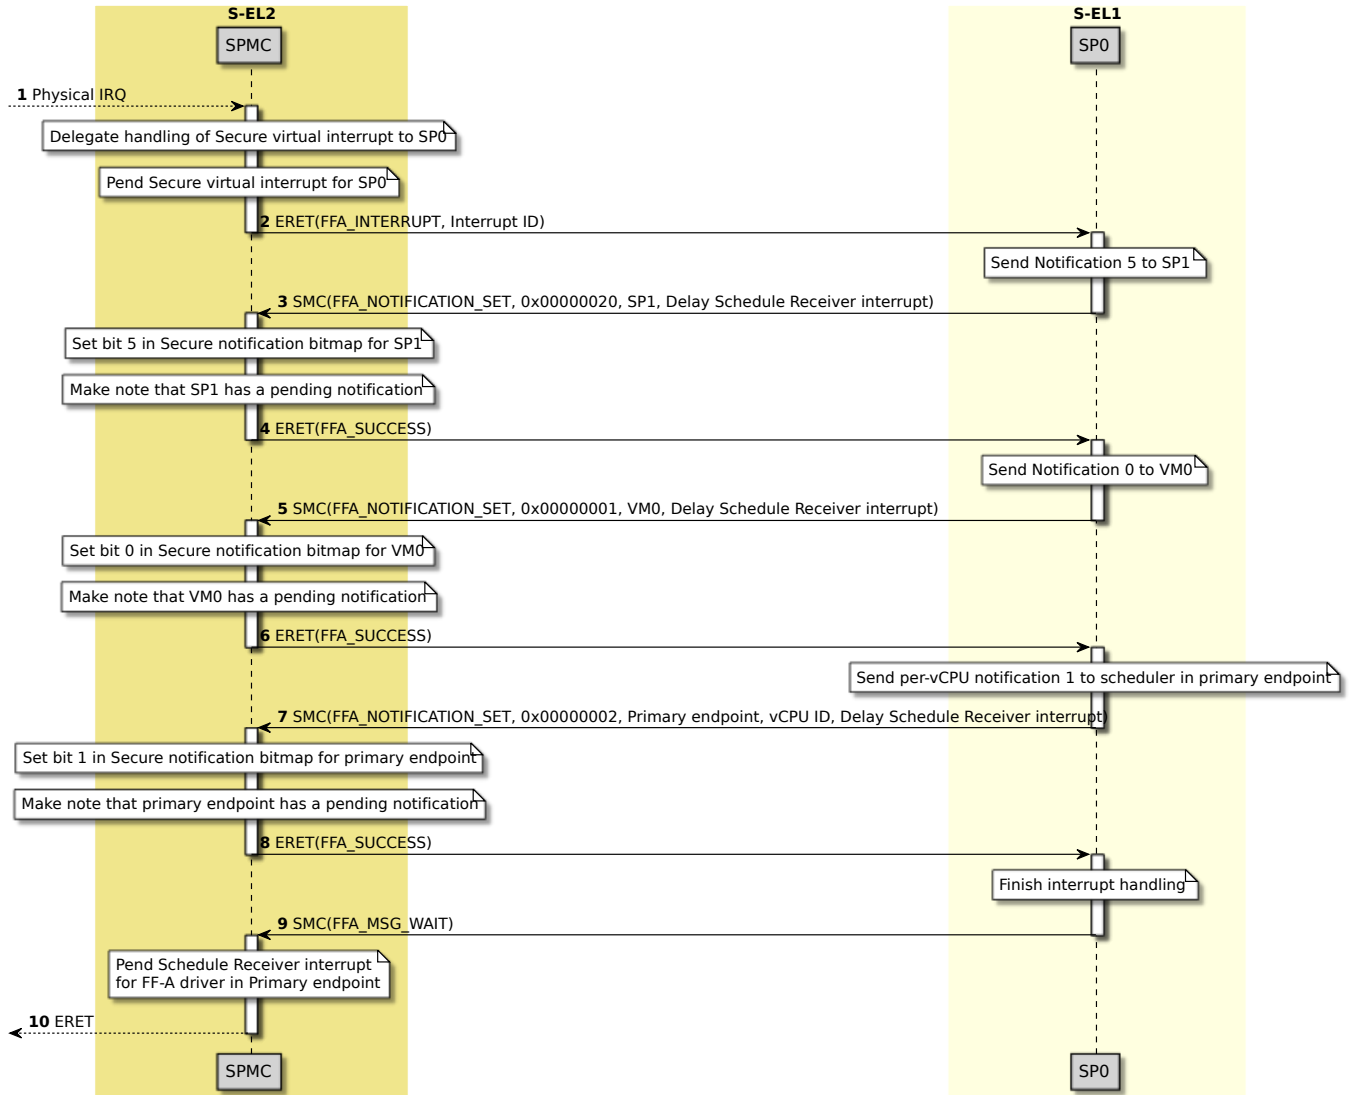 S-EL2
S-EL1
SPMC
SP0
1 Physical IRQ
Delegate handling of Secure virtual interrupt to SP0
Pend Secure virtual interrupt for SP0
2 ERET(FFA_INTERRUPT, Interrupt ID)
Send Notification 5 to SP1
3 SMC(FFA_NOTIFICATION_SET, 0x00000020, SP1, Delay Schedule Receiver interrupt)
Set bit 5 in Secure notification bitmap for SP1
Make note that SP1 has a pending notification
4 ERET(FFA_SUCCESS)
Send Notification 0 to VM0
5 SMC(FFA_NOTIFICATION_SET, 0x00000001, VM0, Delay Schedule Receiver interrupt)
Set bit 0 in Secure notification bitmap for VM0
Make note that VM0 has a pending notification
6 ERET(FFA_SUCCESS)
Send per-vCPU notification 1 to scheduler in primary endpoint
7 SMC(FFA_NOTIFICATION_SET, 0x00000002, Primary endpoint, vCPU ID, Delay Schedule Receiver interrupt)
Set bit 1 in Secure notification bitmap for primary endpoint
Make note that primary endpoint has a pending notification
8 ERET(FFA_SUCCESS)
Finish interrupt handling
9 SMC(FFA_MSG_WAIT)
Pend Schedule Receiver interrupt
for FF-A driver in Primary endpoint
10 ERET
SPMC
SP0